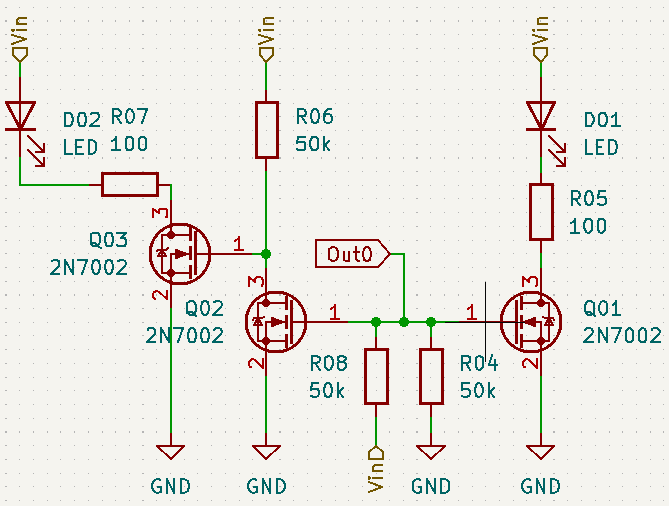 Vin
Vin
Vin
D02
LED
R07
100
R06
50k
D01
LED
R05
100
3
Q03
2N7002
1
2
Out0
3
Q02
2N7002
1
2
1
3
Q01
2N7002
2
R08
50k
R04
50k
Vin
GND
GND
GND
GND